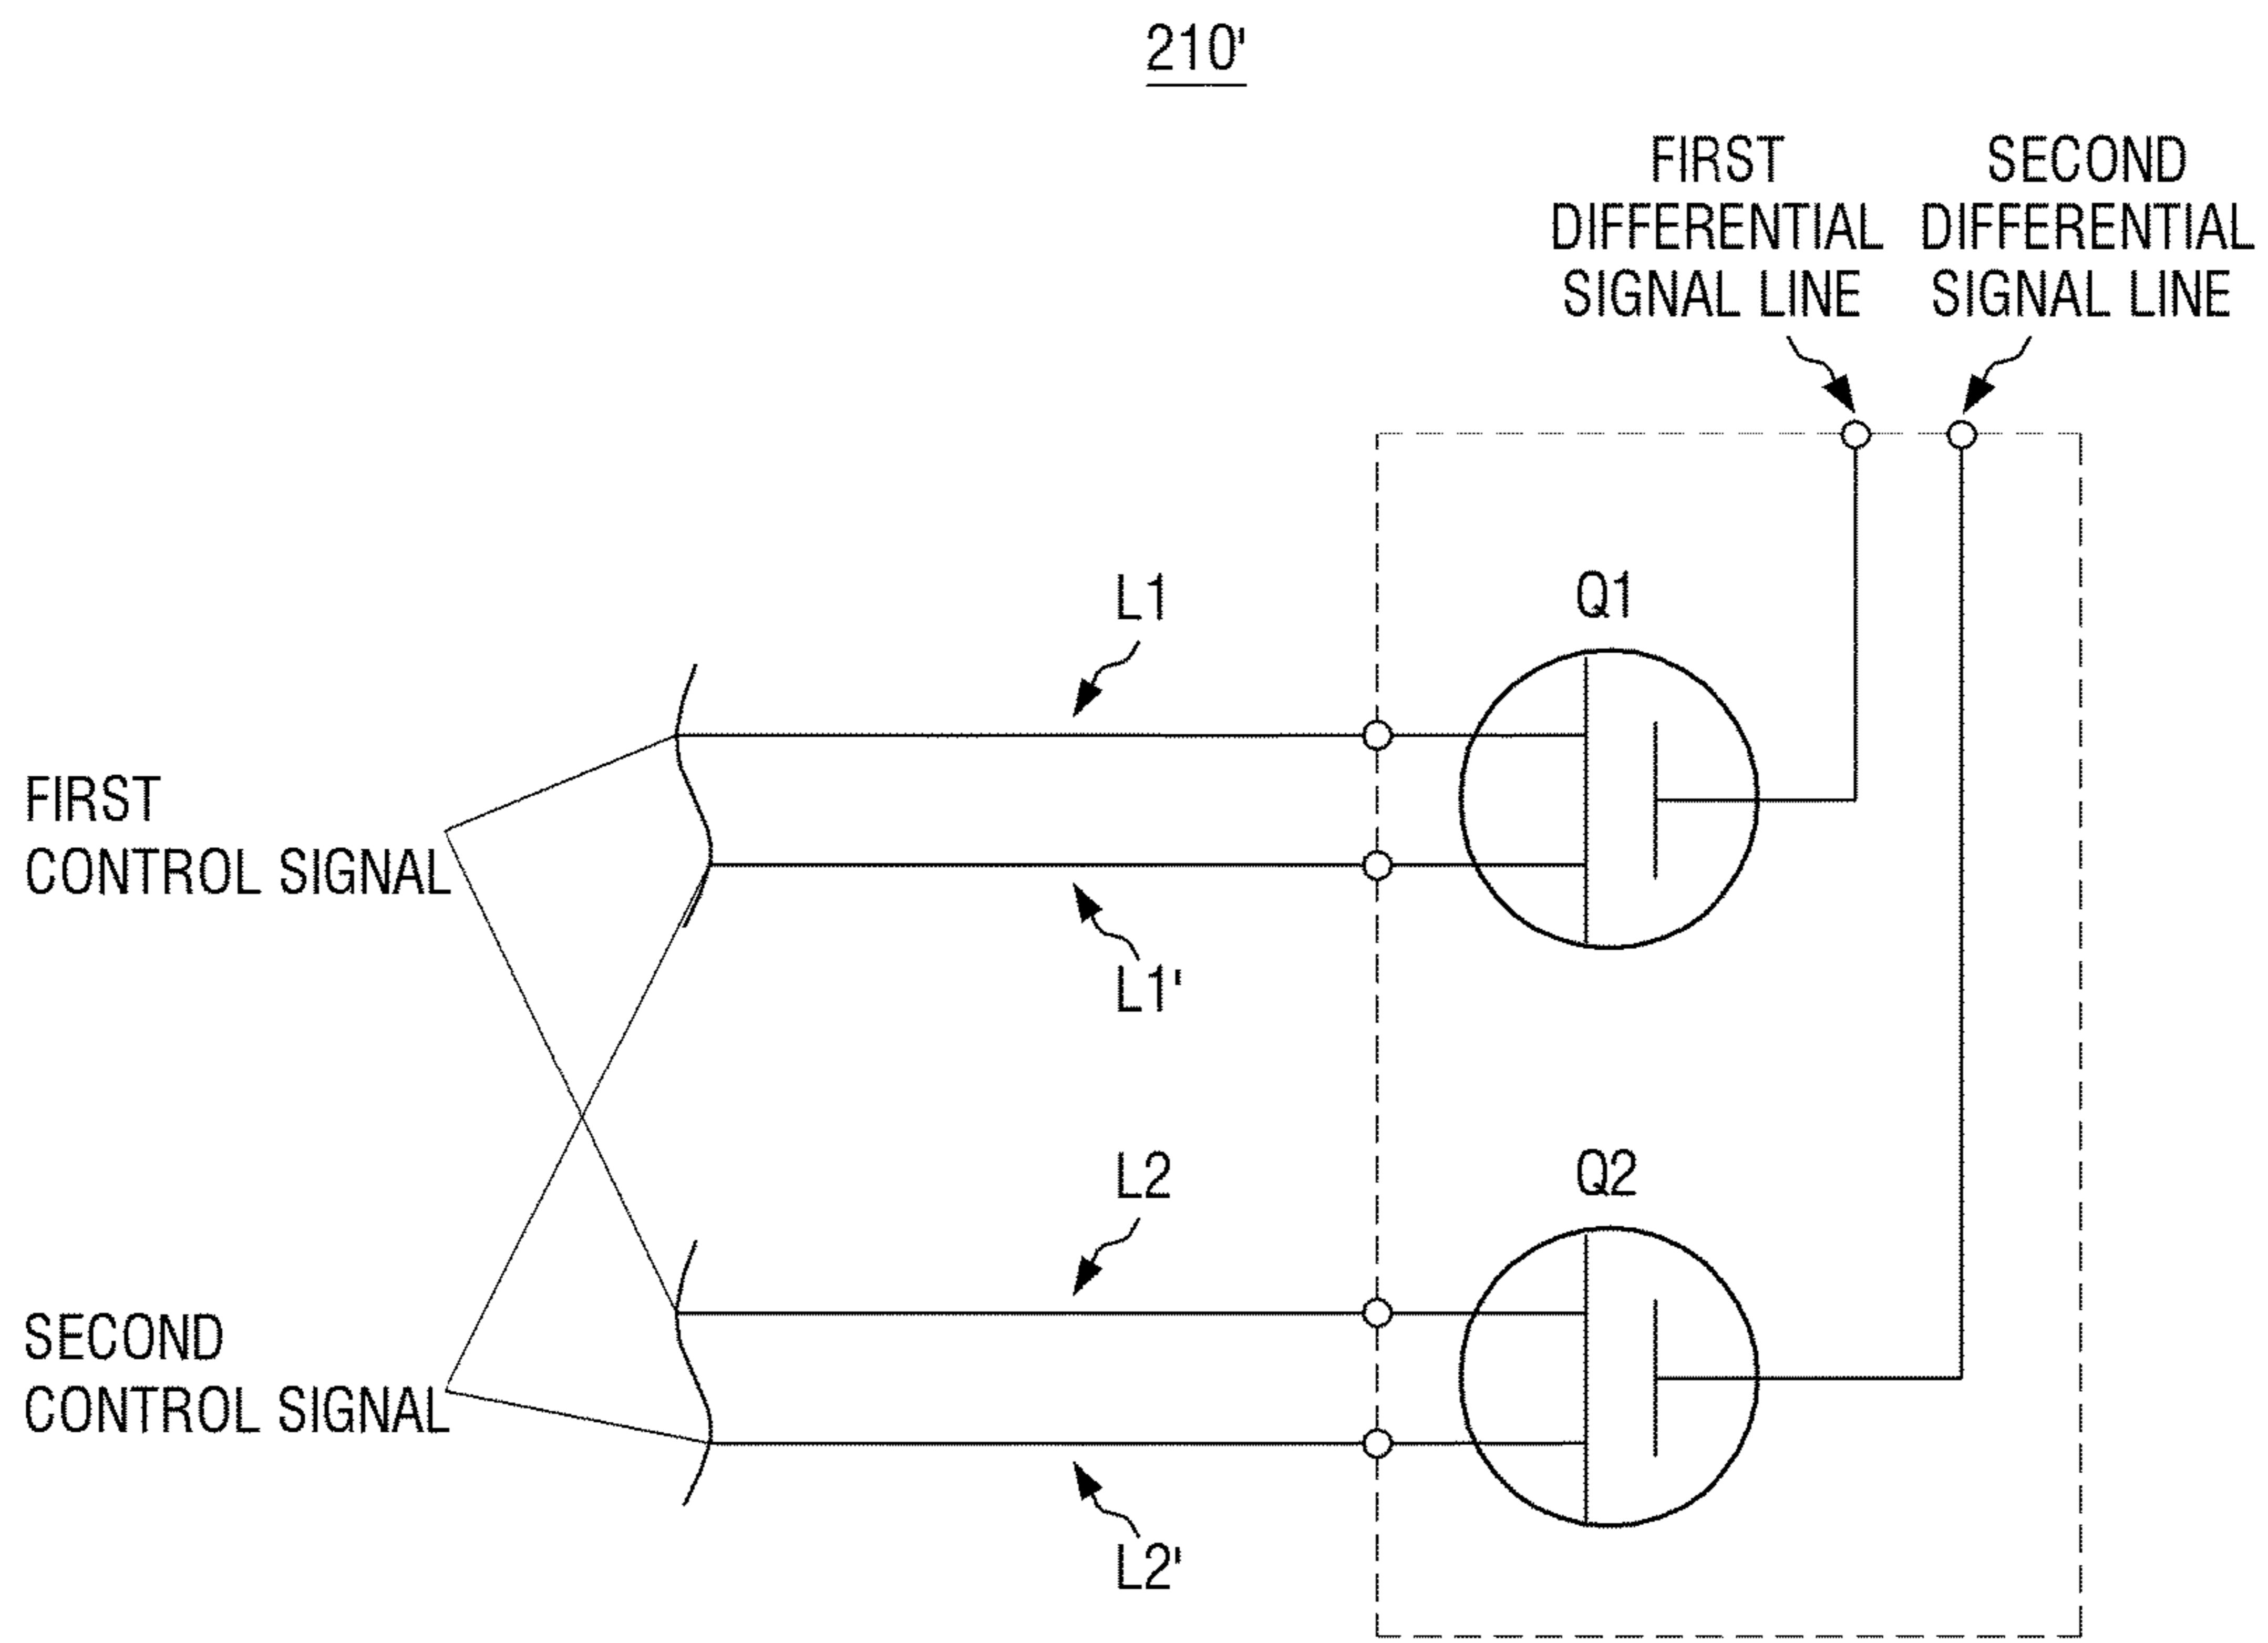 210'
FIRST
DIFFERENTIAL
SIGNAL LINE
SECOND
DIFFERENTIAL
SIGNAL LINE
L1
Q1
FIRST
CONTROL SIGNAL
L1'
L2
Q2
SECOND
CONTROL SIGNAL
L2'